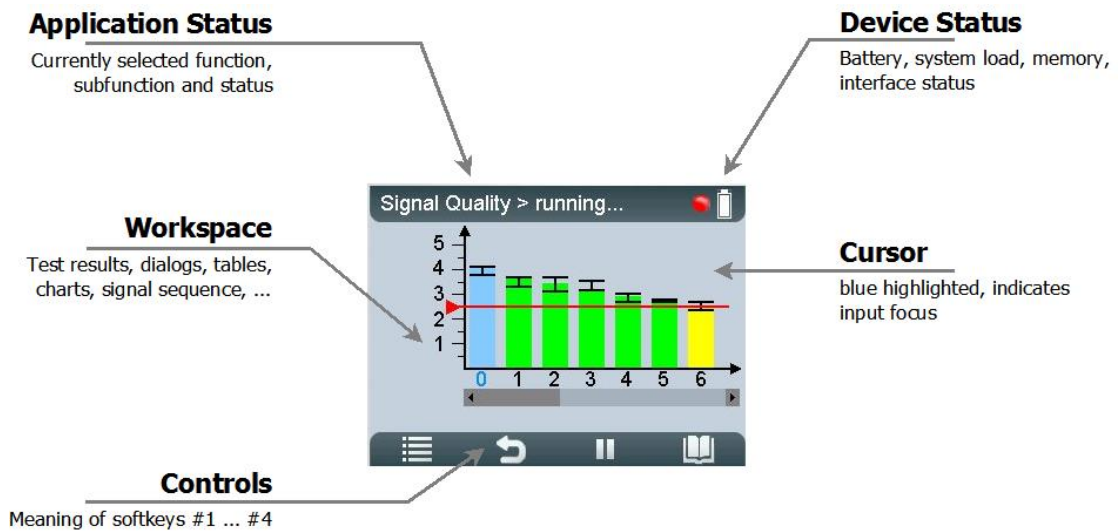 Application Status
Currently selected function,
subfunction and status
Device Status
Battery, system load, memory,
interface status
Signal Quality > running...
Workspace
Test results, dialogs, tables,
charts, signal sequence, ...
5
4
3
2
1
0 1 2 3 4 5 6
Cursor
blue highlighted, indicates
input focus
Controls
Meaning of softkeys #1 ... #4